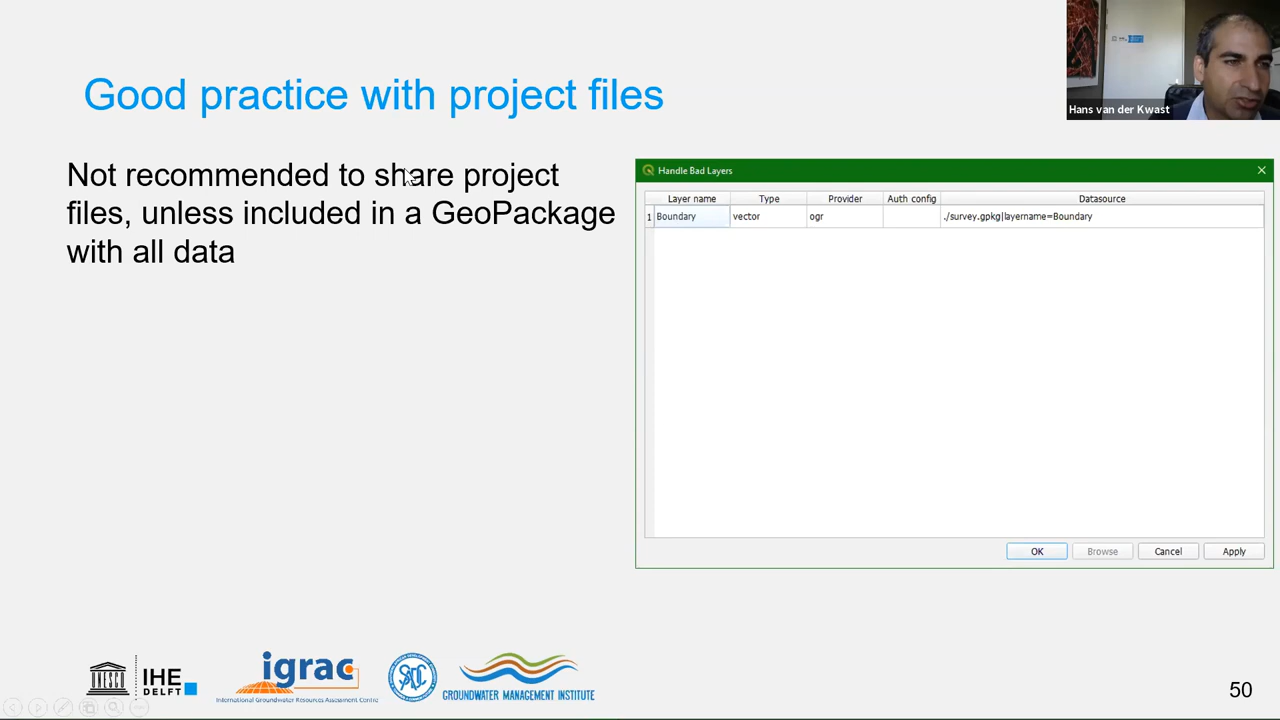 Good practice with project files
Hans van der Kwast
Not recommended to share project
files, unless included in a GeoPackage
with all data
Handle Bad Layers
Layer name Type Provider Auth config Datasource
1 Boundary vector ogr ./survey.gpkg|layername=Boundary
OK Browse Cancel Apply
UNESCO
IHE
DELFT
igrac
International Groundwater Resources Assessment Centre
GROUNDWATER MANAGEMENT INSTITUTE
50